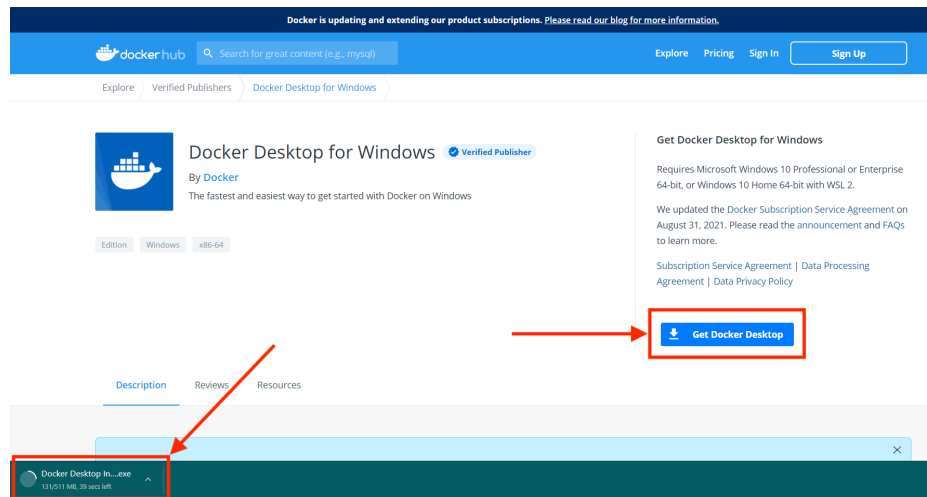 Docker is updating and extending our product subscriptions. Please read our blog for more information.
dockerhub
Search for great content (e.g., mysql)
Explore Pricing Sign In Sign Up
Explore Verified Publishers Docker Desktop for Windows
Docker Desktop for Windows Verified Publisher
By Docker
The fastest and easiest way to get started with Docker on Windows
Edition Windows x86-64
Get Docker Desktop for Windows
Requires Microsoft Windows 10 Professional or Enterprise
64-bit, or Windows 10 Home 64-bit with WSL 2.
We updated the Docker Subscription Service Agreement on
August 31, 2021. Please read the announcement and FAQs
to learn more.
Subscription Service Agreement | Data Processing
Agreement | Data Privacy Policy
Get Docker Desktop
Description Reviews Resources
Docker Desktop In....exe
131/511 MB, 39 secs left